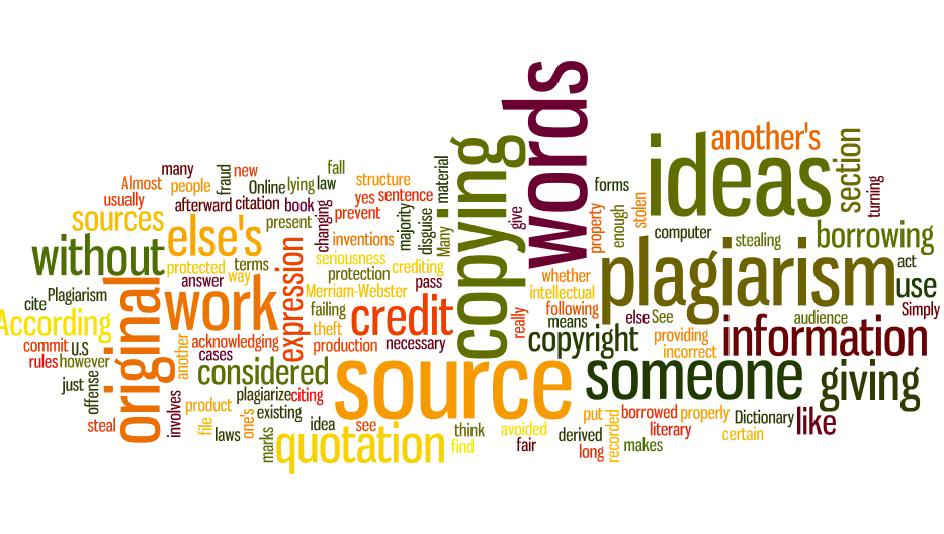 words
another's
section
ideas
copying
many
fraud
new
fall
material
Almost
people
Online
lying
law
structure
forms
turning
usually
afterward
citation
book
yes
sentence
sources
present
changing
prevent
majority
disguise
Many
give
property
enough
stolen
else's
inventions
computer
stealing
borrowing
without
protected
terms
expression
seriousness
protection
crediting
whether
plagiarism
act
answer
way
Merriam-Webster
pass
intellectual
use
cite
Plagiarism
original
work
failing
credit
really
following
else
See
audience
Simply
According
theft
means
copyright
providing
information
commit
U.S
another
acknowledging
production
necessary
incorrect
rules
however
cases
considered
source
someone
giving
just
offense
plagiarize
citing
steal
involves
product
one's
existing
put
borrowed
properly
Dictionary
like
file
laws
marks
idea
see
think
avoided
derived
recorded
literary
certain
quotation
find
fair
long
makes